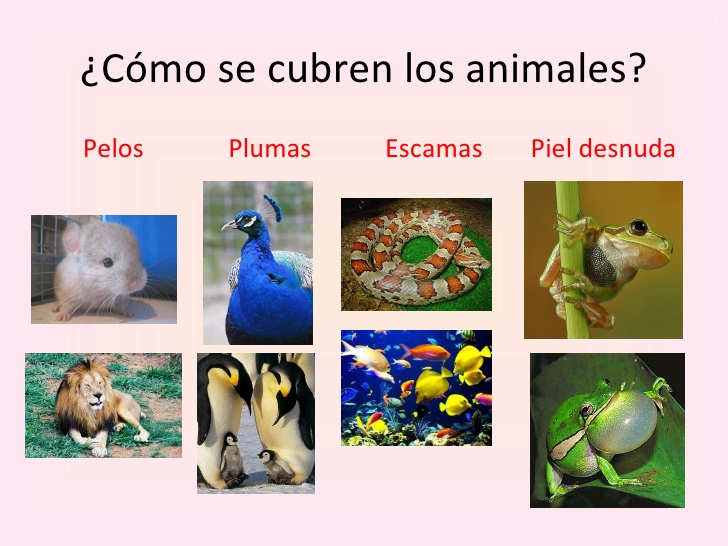 ¿Cómo se cubren los animales?
Pelos Plumas Escamas Piel desnuda